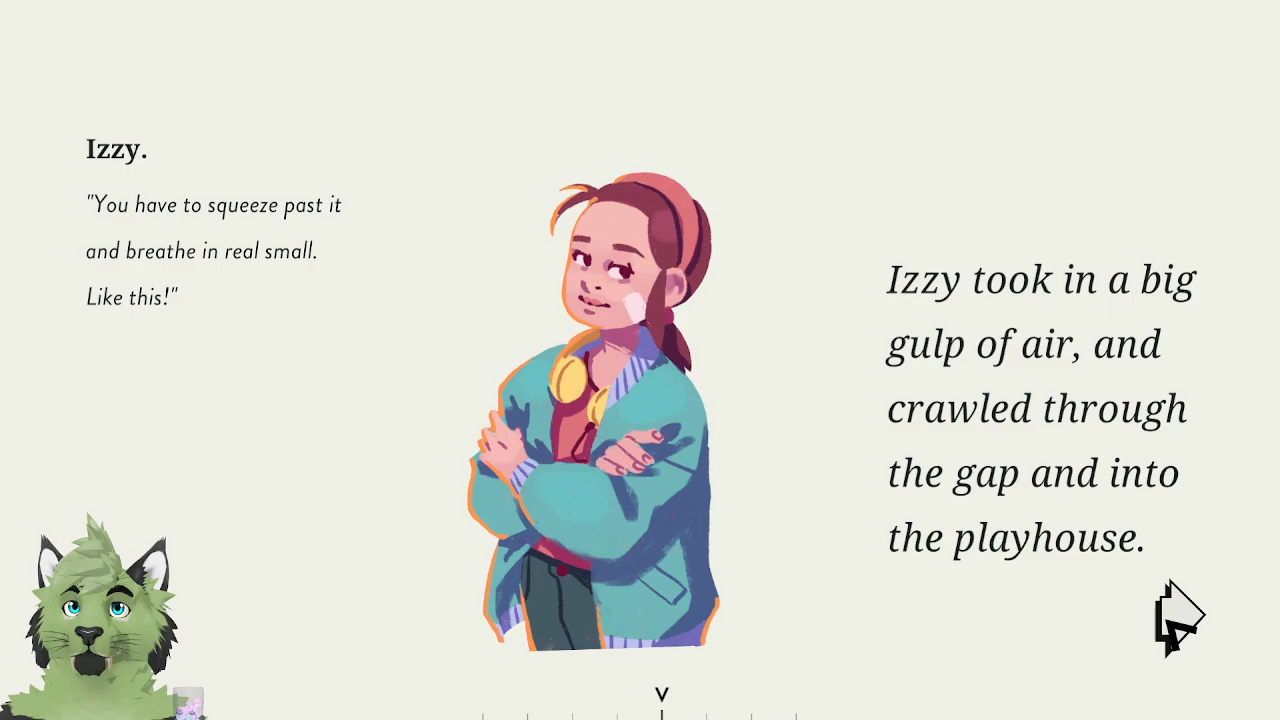 Izzy.
"You have to squeeze past it
and breathe in real small.
Like this!"
Izzy took in a big
gulp of air, and
crawled through
the gap and into
the playhouse.